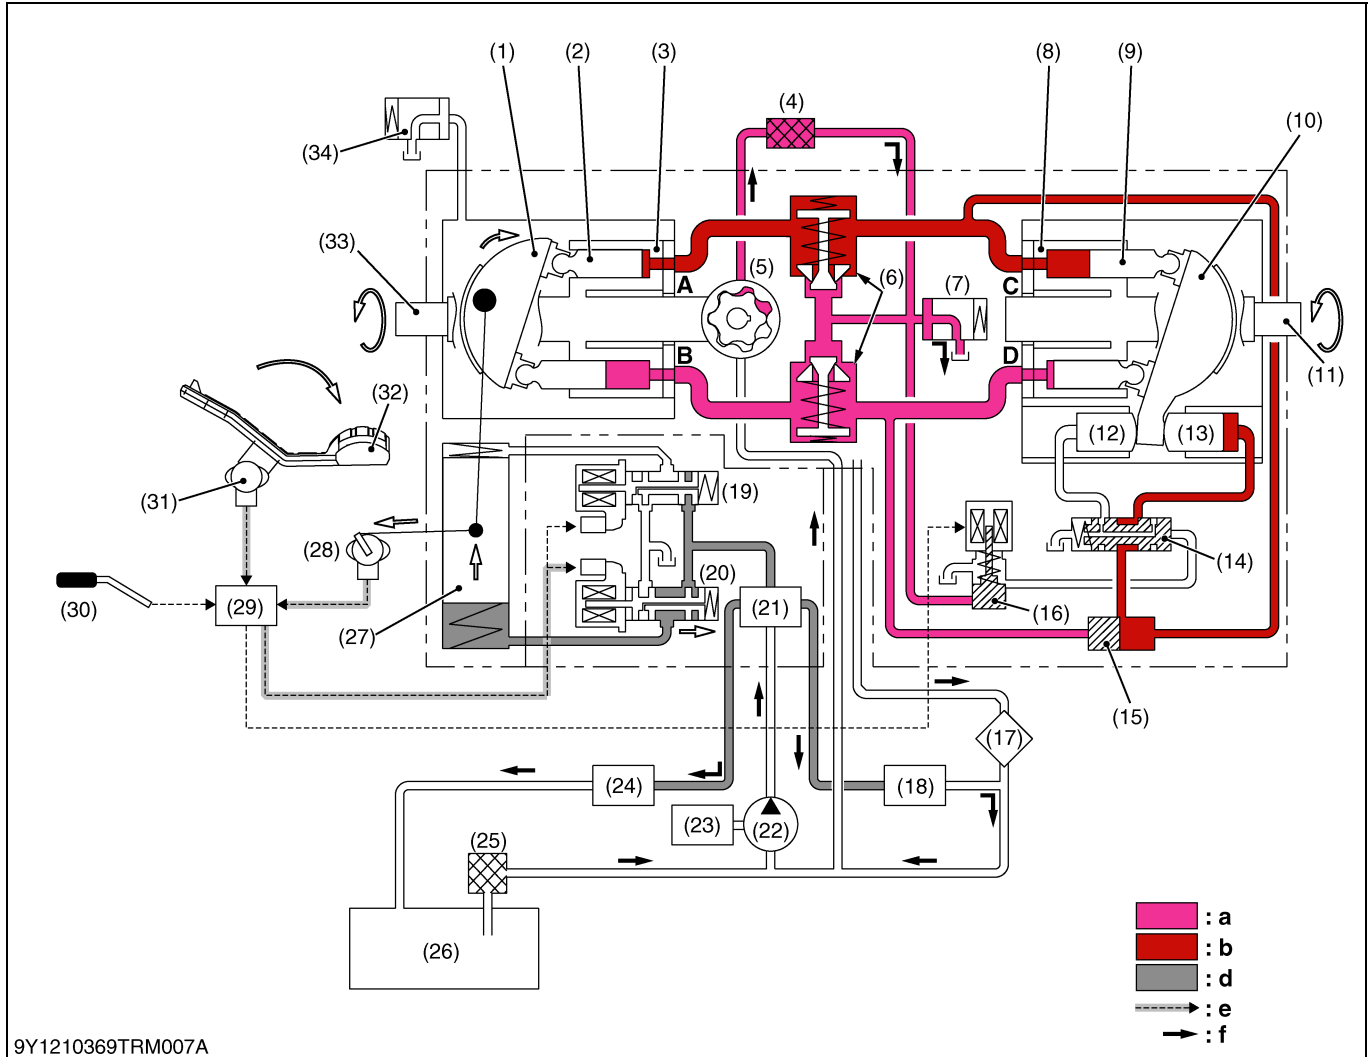 (1) (2) (3) (4) (8) (9)
(10)
(34)
(33)
(5) (6) (7)
A C
B D
(11)
(32)
(12) (13)
(31)
(19)
(28)
(14)
(20)
(30) (29) (27) (21) (16)
(15)
(17)
(24) (18)
(23) (22)
(25)
(26)
: a
: b
: d
: e
: f
9Y1210369TRM007A